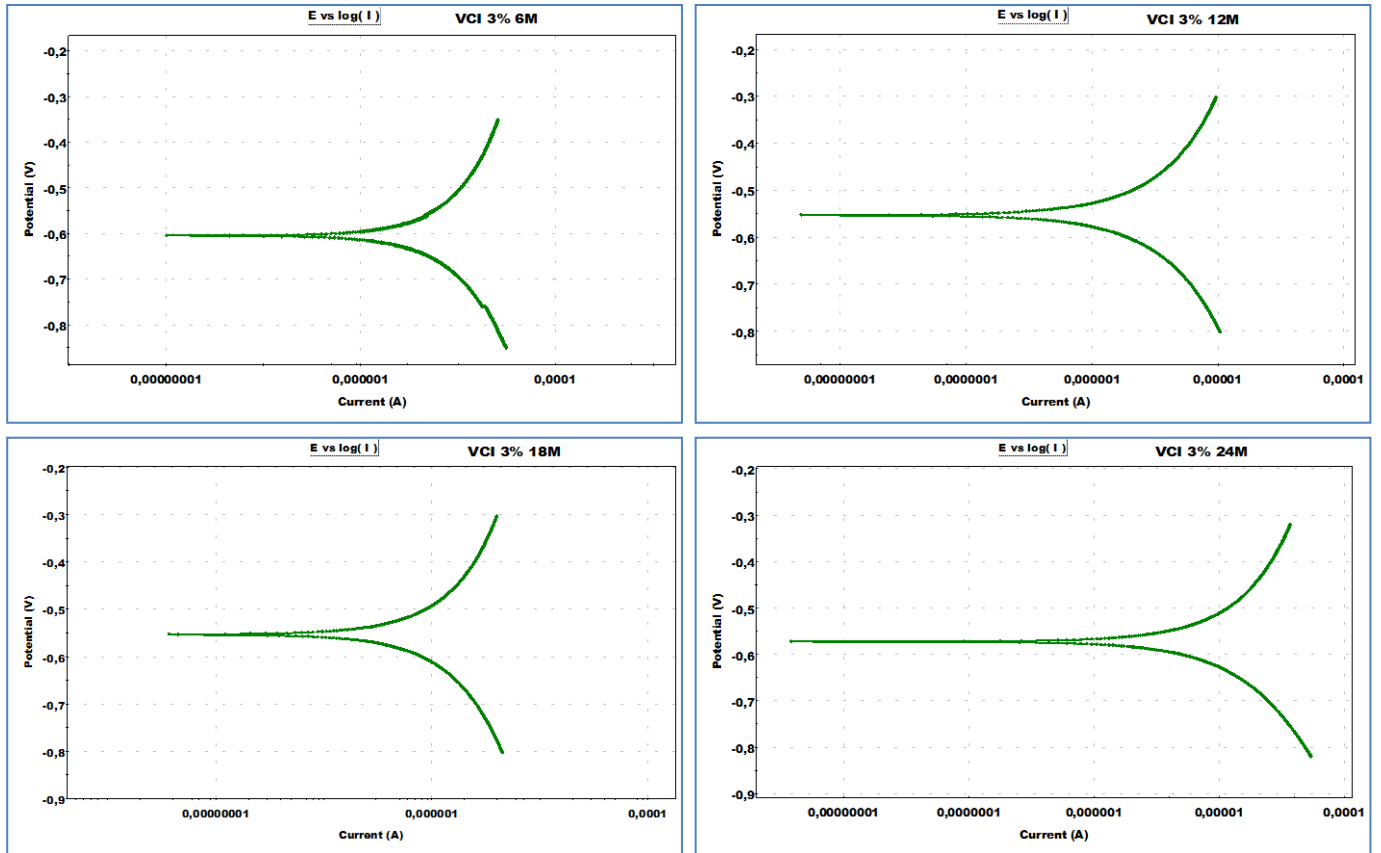 E vs log( I ) VCI 3% 6M
-0,2
-0,3
-0,4
-0,5
-0,6
-0,7
-0,8
Potential (V)
0,00000001 0,000001 0,0001
Current (A)
E vs log( I ) VCI 3% 12M
-0,2
-0,3
-0,4
-0,5
-0,6
-0,7
-0,8
Potential (V)
0,00000001 0,0000001 0,000001 0,00001 0,0001
Current (A)
E vs log( I ) VCI 3% 18M
-0,2
-0,3
-0,4
-0,5
-0,6
-0,7
-0,8
-0,9
Potential (V)
0,00000001 0,000001 0,0001
Current (A)
E vs log( I ) VCI 3% 24M
-0,2
-0,3
-0,4
-0,5
-0,6
-0,7
-0,8
-0,9
Potential (V)
0,00000001 0,0000001 0,000001 0,00001 0,0001
Current (A)